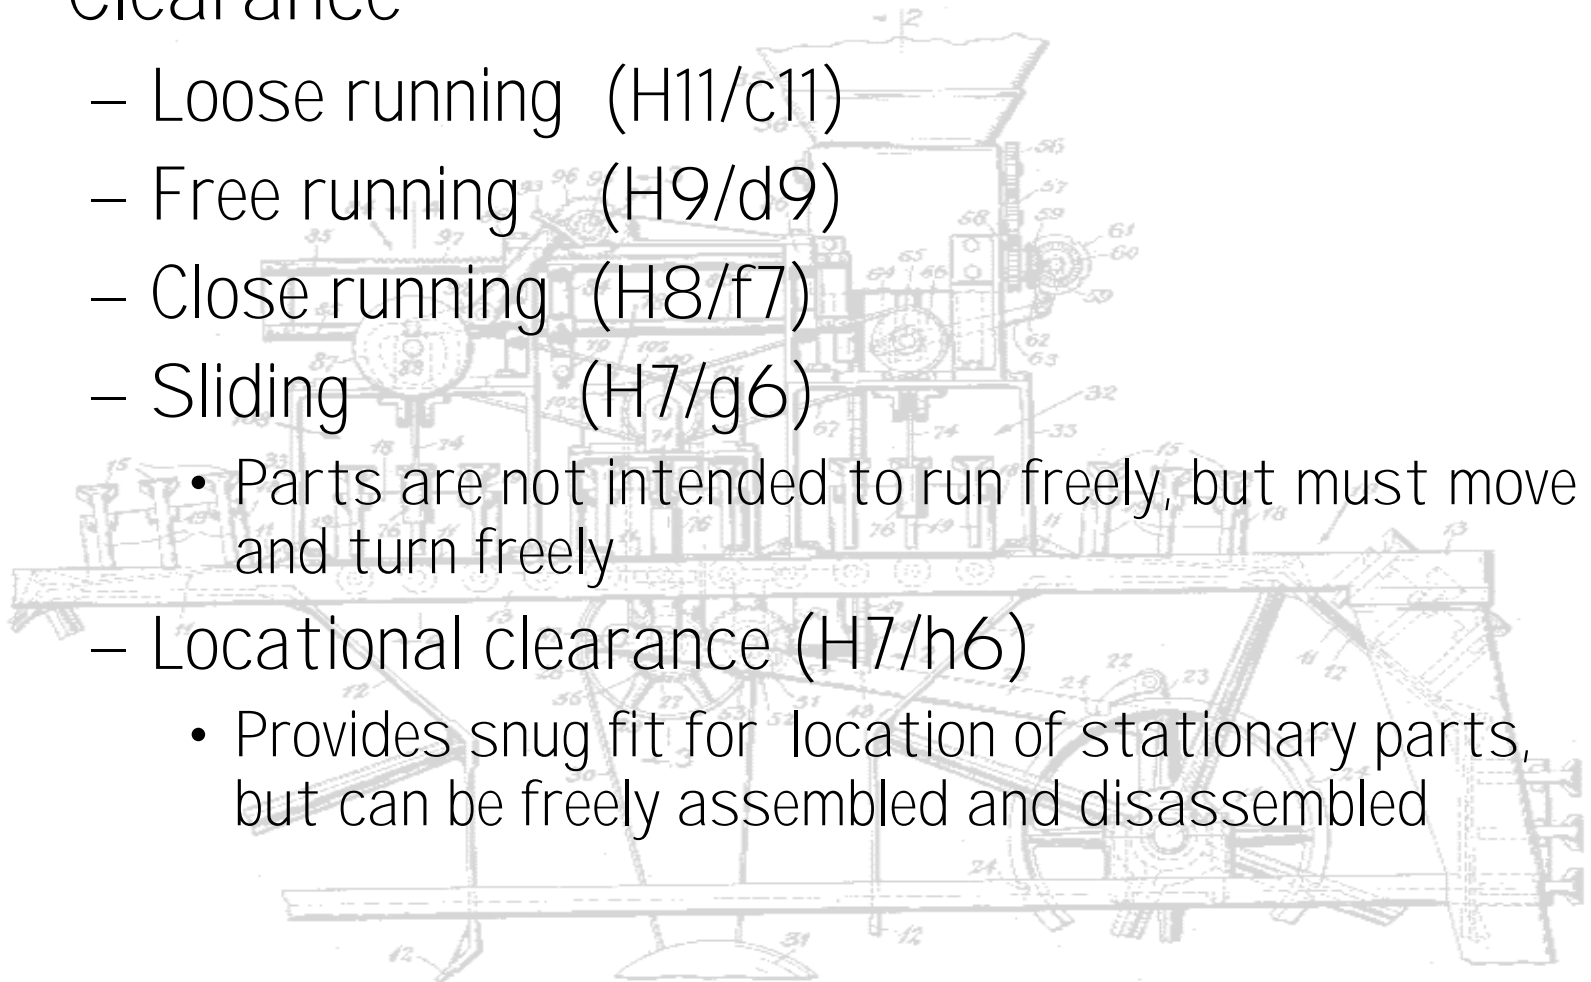 Clearance
– Loose running (H11/c11)
– Free running (H9/d9)
– Close running (H8/f7)
– Sliding (H7/g6)
• Parts are not intended to run freely, but must move
and turn freely
– Locational clearance (H7/h6)
• Provides snug fit for location of stationary parts,
but can be freely assembled and disassembled